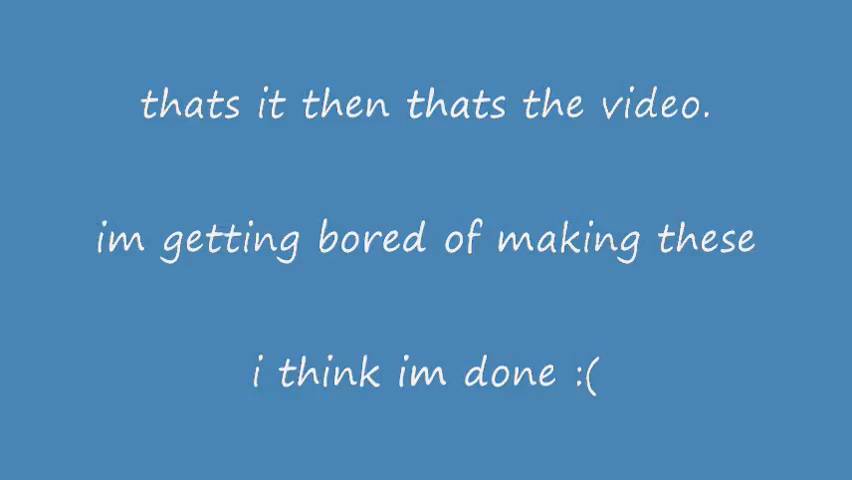 thats it then thats the video.
im getting bored of making these
i think im done :(